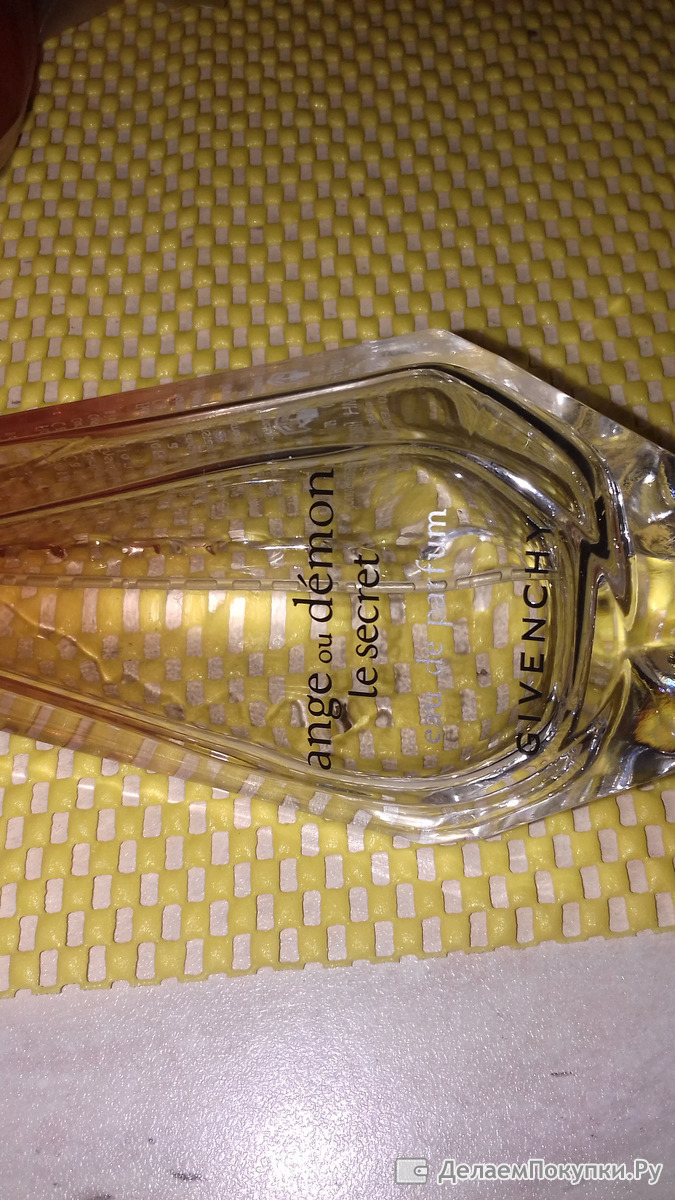 ange ou démon
le secret
eau de parfum
GIVENCHY
ДелаемПокупки.Ру